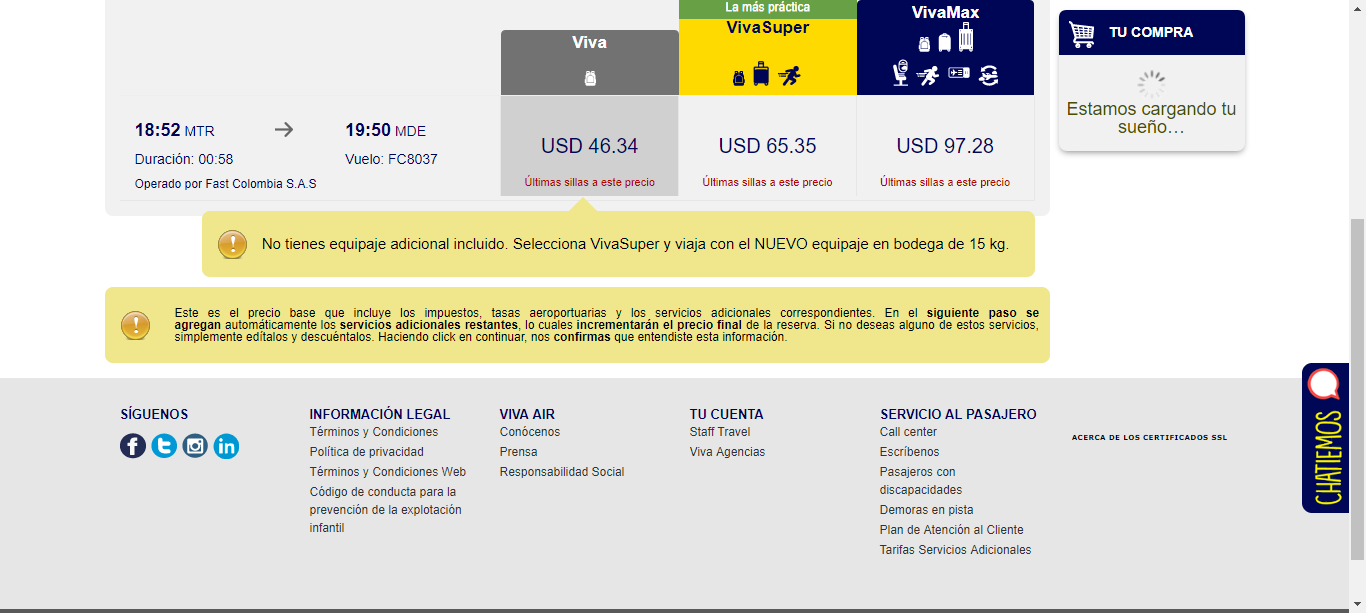 La más práctica
Viva
VivaSuper
VivaMax
TU COMPRA
Estamos cargando tu
sueño…
18:52 MTR
19:50 MDE
Duración: 00:58
Vuelo: FC8037
Operado por Fast Colombia S.A.S
USD 46.34
USD 65.35
USD 97.28
Últimas sillas a este precio
Últimas sillas a este precio
Últimas sillas a este precio
No tienes equipaje adicional incluido. Selecciona VivaSuper y viaja con el NUEVO equipaje en bodega de 15 kg.
Este es el precio base que incluye los impuestos, tasas aeroportuarias y los servicios adicionales correspondientes. En el siguiente paso se
agregan automáticamente los servicios adicionales restantes, lo cuales incrementarán el precio final de la reserva. Si no deseas alguno de estos servicios,
simplemente edítalos y descuéntalos. Haciendo click en continuar, nos confirmas que entendiste esta información.
SÍGUENOS
INFORMACIÓN LEGAL
Términos y Condiciones
Política de privacidad
Términos y Condiciones Web
Código de conducta para la
prevención de la explotación
infantil
VIVA AIR
Conócenos
Prensa
Responsabilidad Social
TU CUENTA
Staff Travel
Viva Agencias
SERVICIO AL PASAJERO
Call center
Escríbenos
Pasajeros con
discapacidades
Demoras en pista
Plan de Atención al Cliente
Tarifas Servicios Adicionales
ACERCA DE LOS CERTIFICADOS SSL
CHATIEMOS